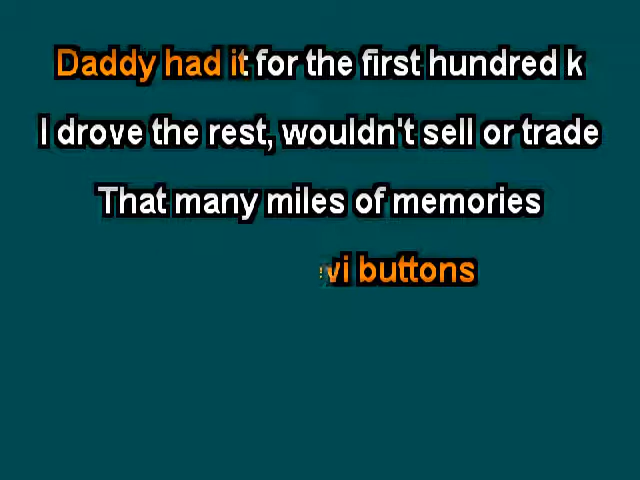 Daddy had it for the first hundred k
I drove the rest, wouldn't sell or trade
That many miles of memories
vi buttons